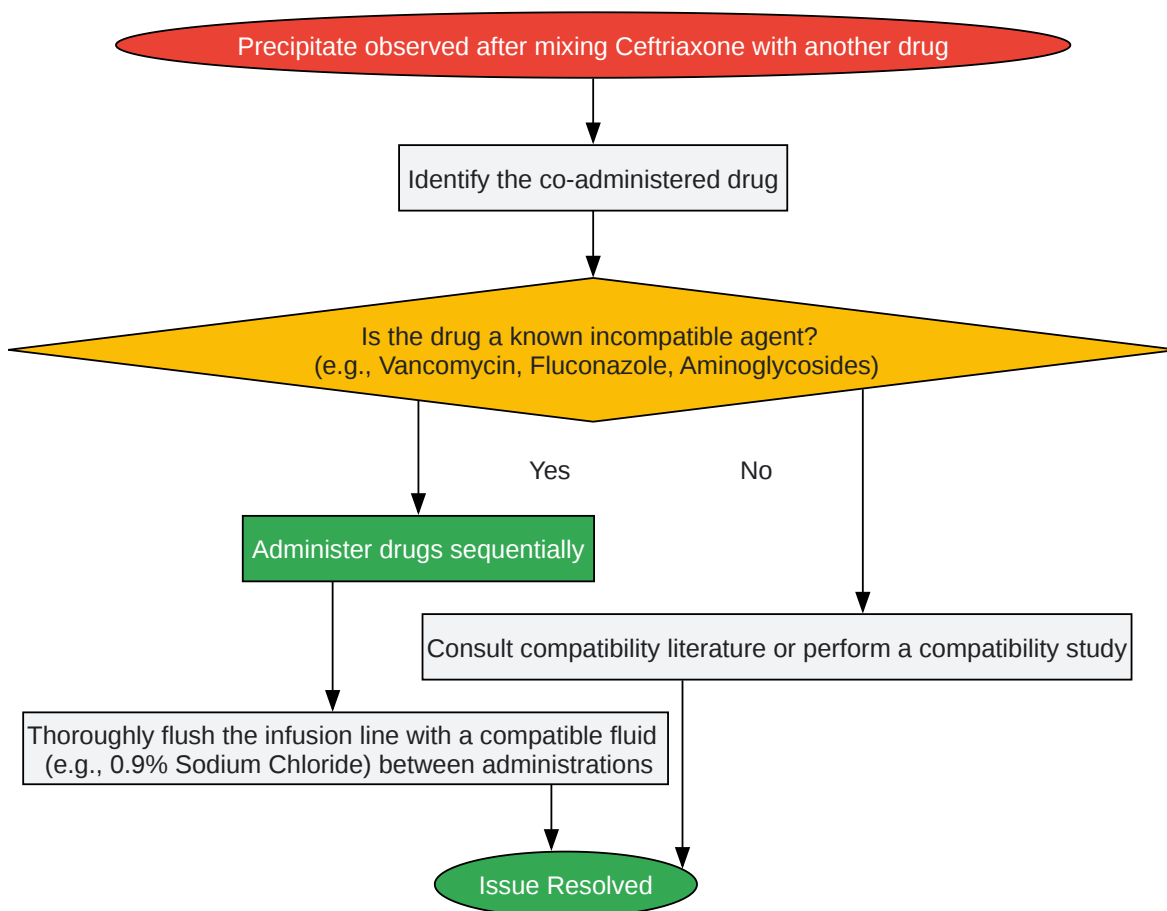 Precipitate observed after mixing Ceftriaxone with another drug
Identify the co-administered drug
Is the drug a known incompatible agent?
(e.g., Vancomycin, Fluconazole, Aminoglycosides)
Yes
No
Administer drugs sequentially
Consult compatibility literature or perform a compatibility study
Thoroughly flush the infusion line with a compatible fluid
(e.g., 0.9% Sodium Chloride) between administrations
Issue Resolved